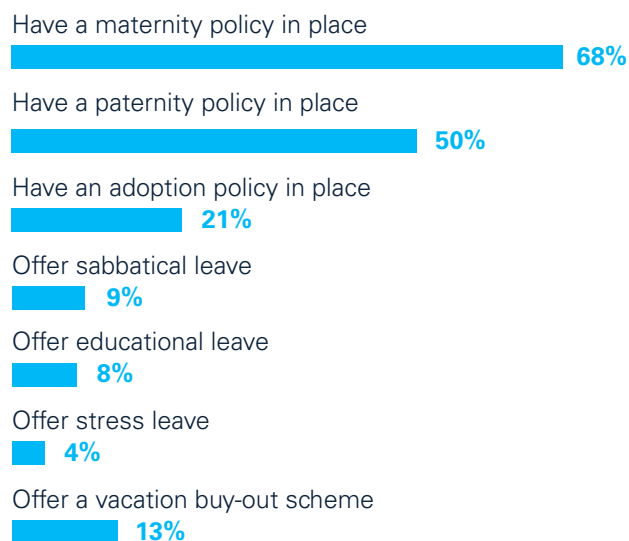 Have a maternity policy in place
68%
Have a paternity policy in place
50%
Have an adoption policy in place
21%
Offer sabbatical leave
9%
Offer educational leave
8%
Offer stress leave
4%
Offer a vacation buy-out scheme
13%